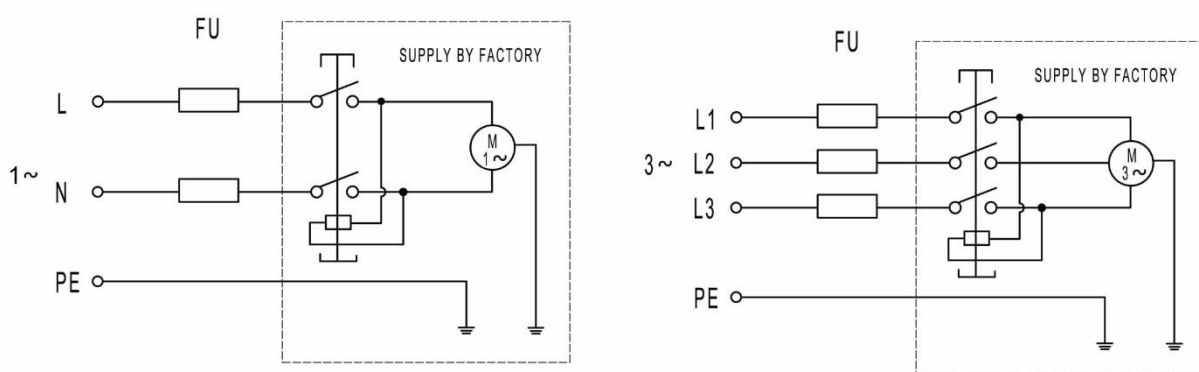 FU
SUPPLY BY FACTORY
L
M
1~
1~
N
PE
FU
SUPPLY BY FACTORY
L1
M
3~
3~
L2
L3
PE